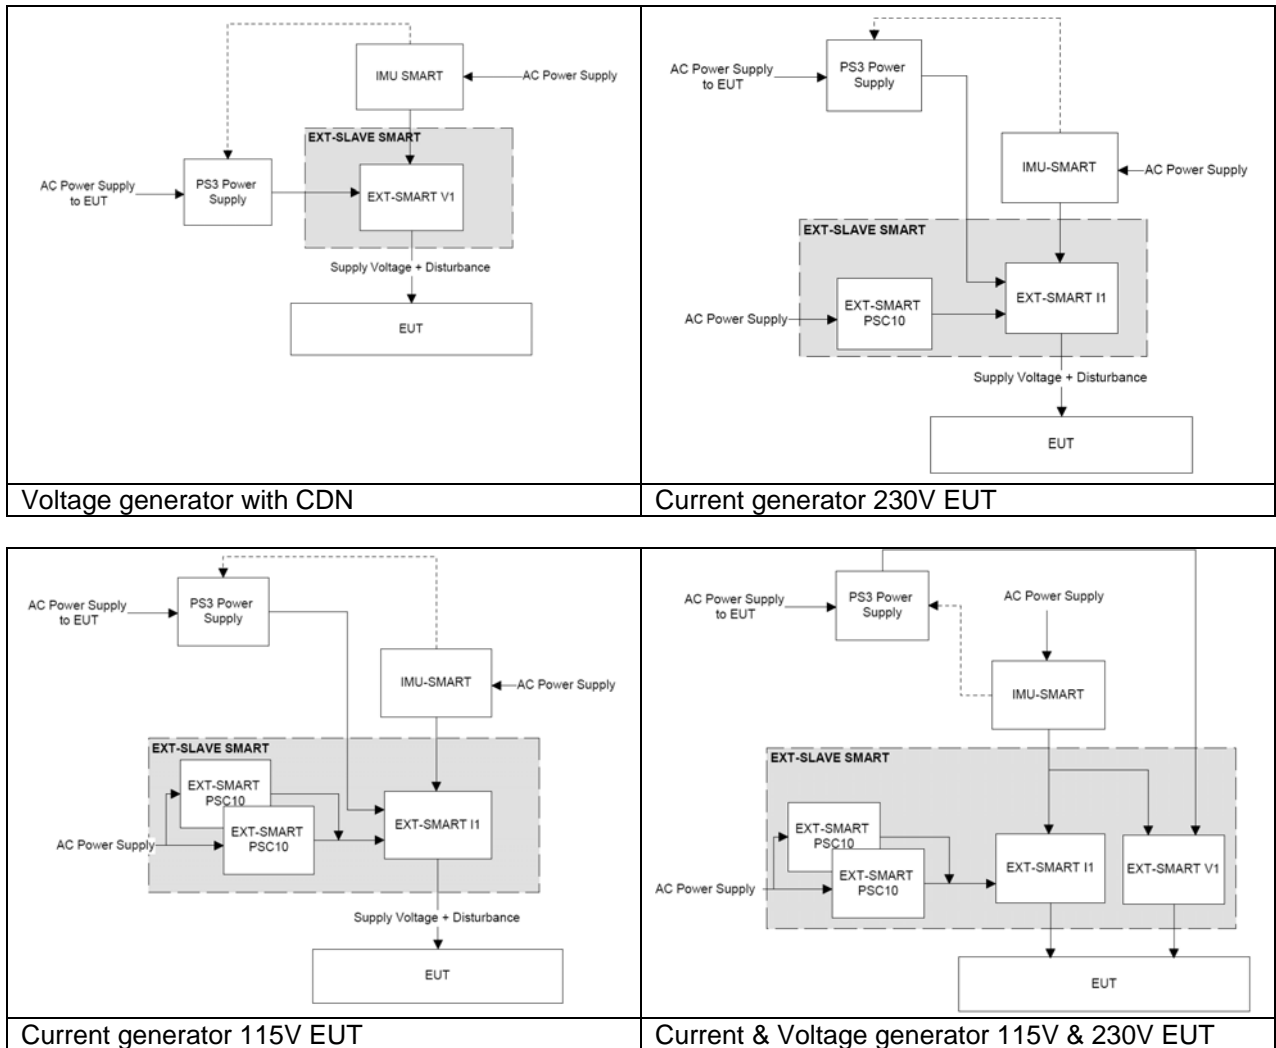 IMU SMART
AC Power Supply
EXT-SLAVE SMART
AC Power Supply
to EUT
PS3 Power
Supply
EXT-SMART V1
Supply Voltage + Disturbance
EUT
Voltage generator with CDN
AC Power Supply
to EUT
PS3 Power
Supply
IMU-SMART
AC Power Supply
EXT-SLAVE SMART
EXT-SMART I1
EXT-SMART
PSC10
AC Power Supply
Supply Voltage + Disturbance
EUT
Current generator 230V EUT
AC Power Supply
to EUT
PS3 Power
Supply
IMU-SMART
AC Power Supply
EXT-SLAVE SMART
EXT-SMART
PSC10
EXT-SMART
PSC10
EXT-SMART I1
AC Power Supply
Supply Voltage + Disturbance
EUT
Current generator 115V EUT
AC Power Supply
to EUT
PS3 Power
Supply
AC Power Supply
IMU-SMART
EXT-SLAVE SMART
EXT-SMART
PSC10
EXT-SMART
PSC10
EXT-SMART I1
EXT-SMART V1
AC Power Supply
EUT
Current & Voltage generator 115V & 230V EUT